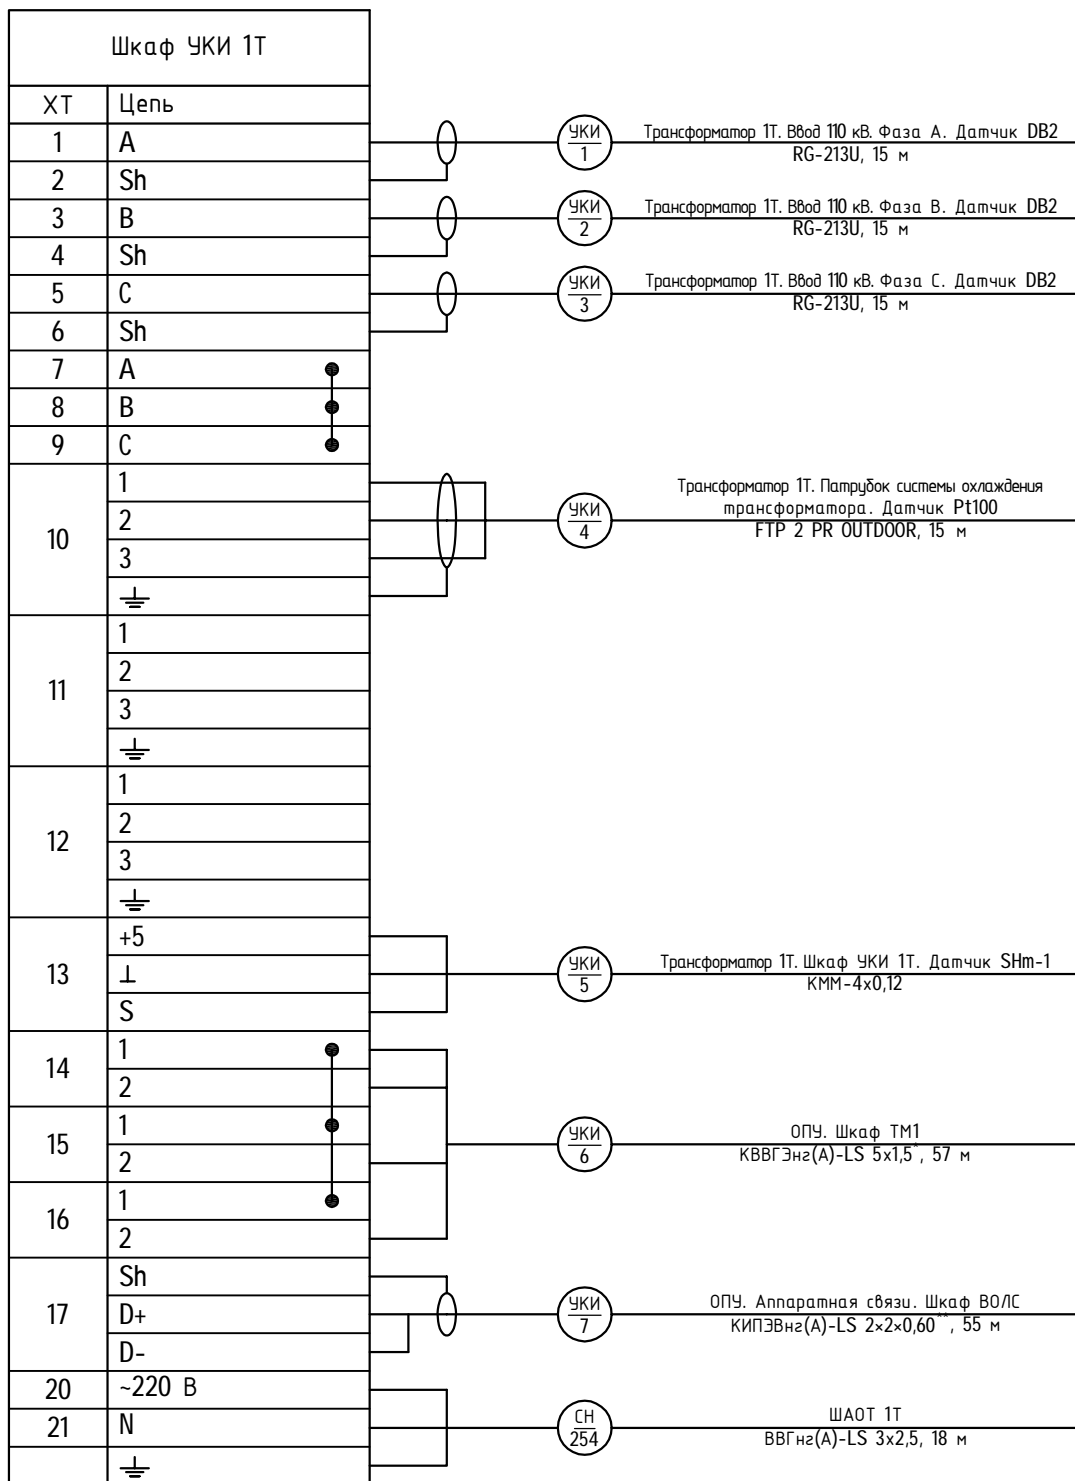 Шкаф УКИ 1Т
ХТ Цепь
1 A
УКИ
1
Трансформатор 1Т. Ввод 110 кВ. Фаза А. Датчик DB2
RG-213U, 15 м
2 Sh
3 B
УКИ
2
Трансформатор 1Т. Ввод 110 кВ. Фаза В. Датчик DB2
RG-213U, 15 м
4 Sh
5 C
УКИ
3
Трансформатор 1Т. Ввод 110 кВ. Фаза С. Датчик DB2
RG-213U, 15 м
6 Sh
7 A
8 B
9 C
10
1
2
3
УКИ
4
Трансформатор 1Т. Патрубок системы охлаждения
трансформатора. Датчик Pt100
FTP 2 PR OUTDOOR, 15 м
11
1
2
3
12
1
2
3
13
+5
⊥
S
УКИ
5
Трансформатор 1Т. Шкаф УКИ 1Т. Датчик SHm-1
КММ-4х0,12
14
1
2
15
1
2
УКИ
6
ОПУ. Шкаф ТМ1
КВВГЭнг(А)-LS 5х1,5*, 57 м
16
1
2
17
Sh
D+
D-
УКИ
7
ОПУ. Аппаратная связи. Шкаф ВОЛС
КИПЭВнг(А)-LS 2×2×0,60**, 55 м
20 ~220 В
21 N
СН
254
ШАОТ 1Т
ВВГнг(А)-LS 3х2,5, 18 м